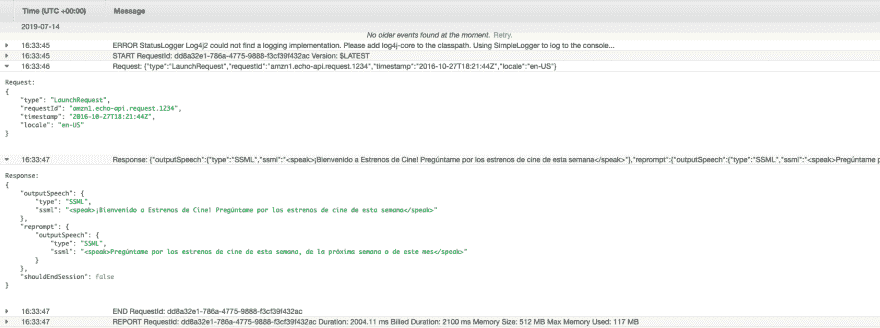 Time (UTC +00:00) Message
2019-07-14
No older events found at the moment. Retry.
16:33:45 ERROR StatusLogger Log4j2 could not find a logging implementation. Please add log4j-core to the classpath. Using SimpleLogger to log to the console...
16:33:45 START RequestId: dd8a32e1-786a-4775-9888-f3cf39f432ac Version: $LATEST
16:33:46 Request: {"type":"LaunchRequest","requestId":"amzn1.echo-api.request.1234","timestamp":"2016-10-27T18:21:44Z","locale":"en-US"}
Request:
{
"type": "LaunchRequest",
"requestId": "amzn1.echo-api.request.1234",
"timestamp": "2016-10-27T18:21:44Z",
"locale": "en-US"
}
16:33:47 Response: {"outputSpeech":{"type":"SSML","ssml":"<speak>¡Bienvenido a Estrenos de Cine! Pregúntame por los estrenos de cine de esta semana</speak>"},"reprompt":{"outputSpeech":{"type":"SSML","ssml":"<speak>Pregúntame p
Response:
{
"outputSpeech": {
"type": "SSML",
"ssml": "<speak>¡Bienvenido a Estrenos de Cine! Pregúntame por los estrenos de cine de esta semana</speak>"
},
"reprompt": {
"outputSpeech": {
"type": "SSML",
"ssml": "<speak>Pregúntame por los estrenos de cine de esta semana, de la próxima semana o de este mes</speak>"
}
},
"shouldEndSession": false
}
16:33:47 END RequestId: dd8a32e1-786a-4775-9888-f3cf39f432ac
16:33:47 REPORT RequestId: dd8a32e1-786a-4775-9888-f3cf39f432ac Duration: 2004.11 ms Billed Duration: 2100 ms Memory Size: 512 MB Max Memory Used: 117 MB